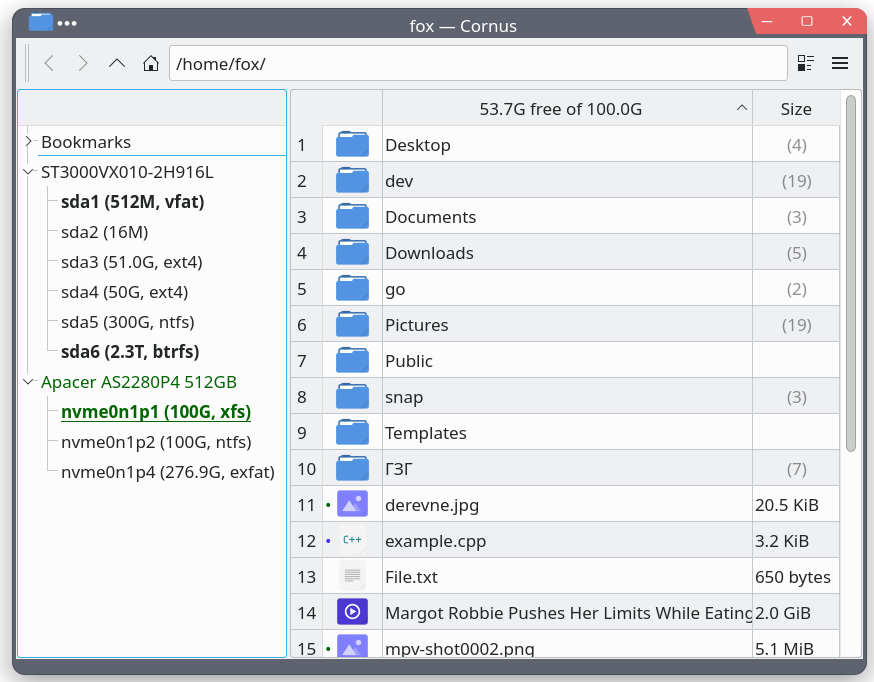 fox — Cornus
/home/fox/
Bookmarks
ST3000VX010-2H916L
sda1 (512M, vfat)
sda2 (16M)
sda3 (51.0G, ext4)
sda4 (50G, ext4)
sda5 (300G, ntfs)
sda6 (2.3T, btrfs)
Apacer AS2280P4 512GB
nvme0n1p1 (100G, xfs)
nvme0n1p2 (100G, ntfs)
nvme0n1p4 (276.9G, exfat)
53.7G free of 100.0G Size
1 Desktop (4)
2 dev (19)
3 Documents (3)
4 Downloads (5)
5 go (2)
6 Pictures (19)
7 Public
8 snap (3)
9 Templates
10 ГЗГ (7)
11 derevne.jpg 20.5 KiB
12 C++ example.cpp 3.2 KiB
13 File.txt 650 bytes
14 Margot Robbie Pushes Her Limits While Eating 2.0 GiB
15 mpv-shot0002.png 5.1 MiB